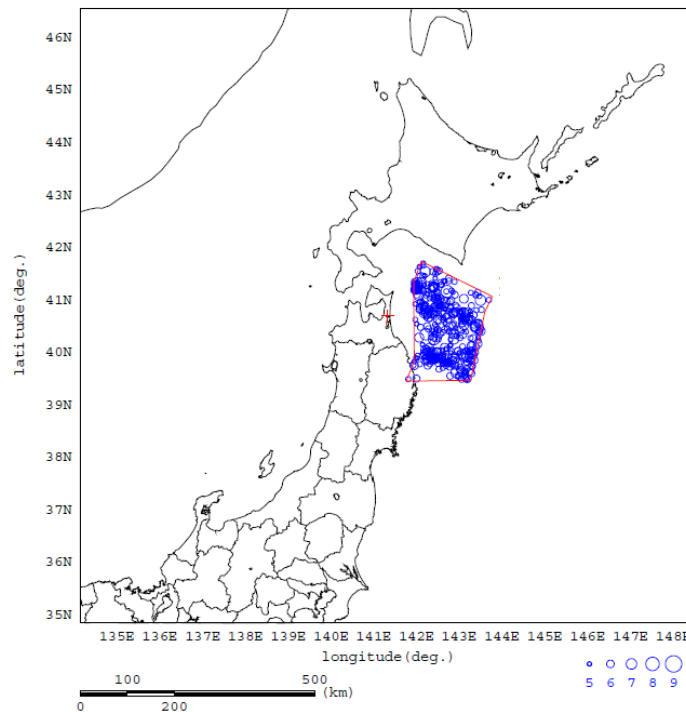 46N
45N
44N
43N
42N
41N
40N
39N
38N
37N
36N
35N
latitude(deg.)
135E 136E 137E 138E 139E 140E 141E 142E 143E 144E 145E 146E 147E 148E
longitude(deg.)
100 500
(km)
0 200
5 6 7 8 9